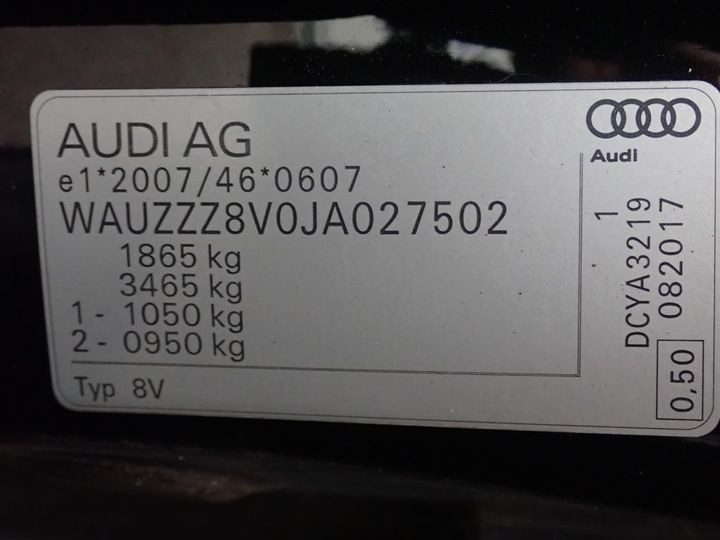 AUDI AG
e1*2007/46*0607
WAUZZZ8V0JA027502
1865 kg
3465 kg
1 - 1050 kg
2 - 0950 kg
Typ 8V
Audi
1
DCYA3219
082017
0,50